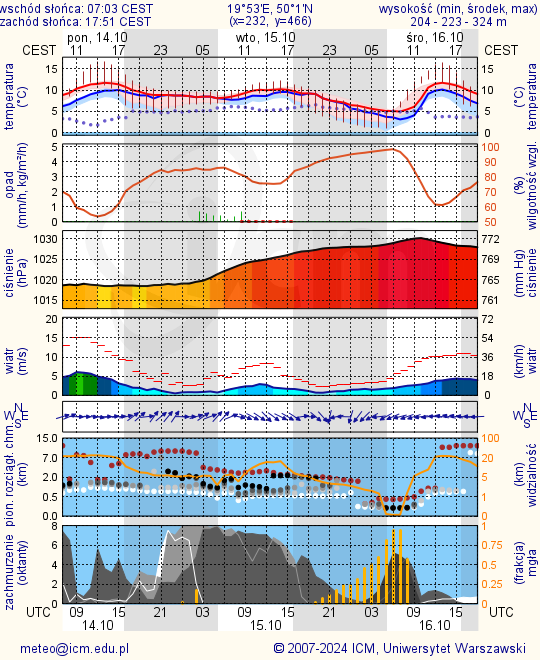 wschód słońca: 07:03 CEST 19°53'E, 50°1'N wysokość (min, środek, max)
zachód słońca: 17:51 CEST (x=232, y=466) 204 - 223 - 324 m
pon, 14.10 wto, 15.10 śro, 16.10
CEST 11 17 23 05 11 17 23 05 11 17 CEST
temperatura (°C) 15 10 5 0 15 10 5 0 temperatura (°C)
opad (mm/h, kg/m²/h) 5 4 3 2 1 0 100 90 80 70 60 50 (%) wilgotność wzgl.
ciśnienie (hPa) 1030 1025 1020 1015 772 769 765 761 (mm Hg) ciśnienie
wiatr (m/s) 20 15 10 5 0 72 54 36 18 0 (km/h) wiatr
N W E S N W E S
pion. rozciągł. chm. (km) 15.0 7.0 2.0 0.5 0.0 100 20 5 1 0 (km) widzialność
zachmurzenie (oktanty) 8 6 4 2 0 1 0.75 0.5 0.25 0 (frakcja) mgła
UTC 09 15 21 03 09 15 21 03 09 15 UTC
14.10 15.10 16.10
meteo@icm.edu.pl © 2007-2024 ICM, Uniwersytet Warszawski